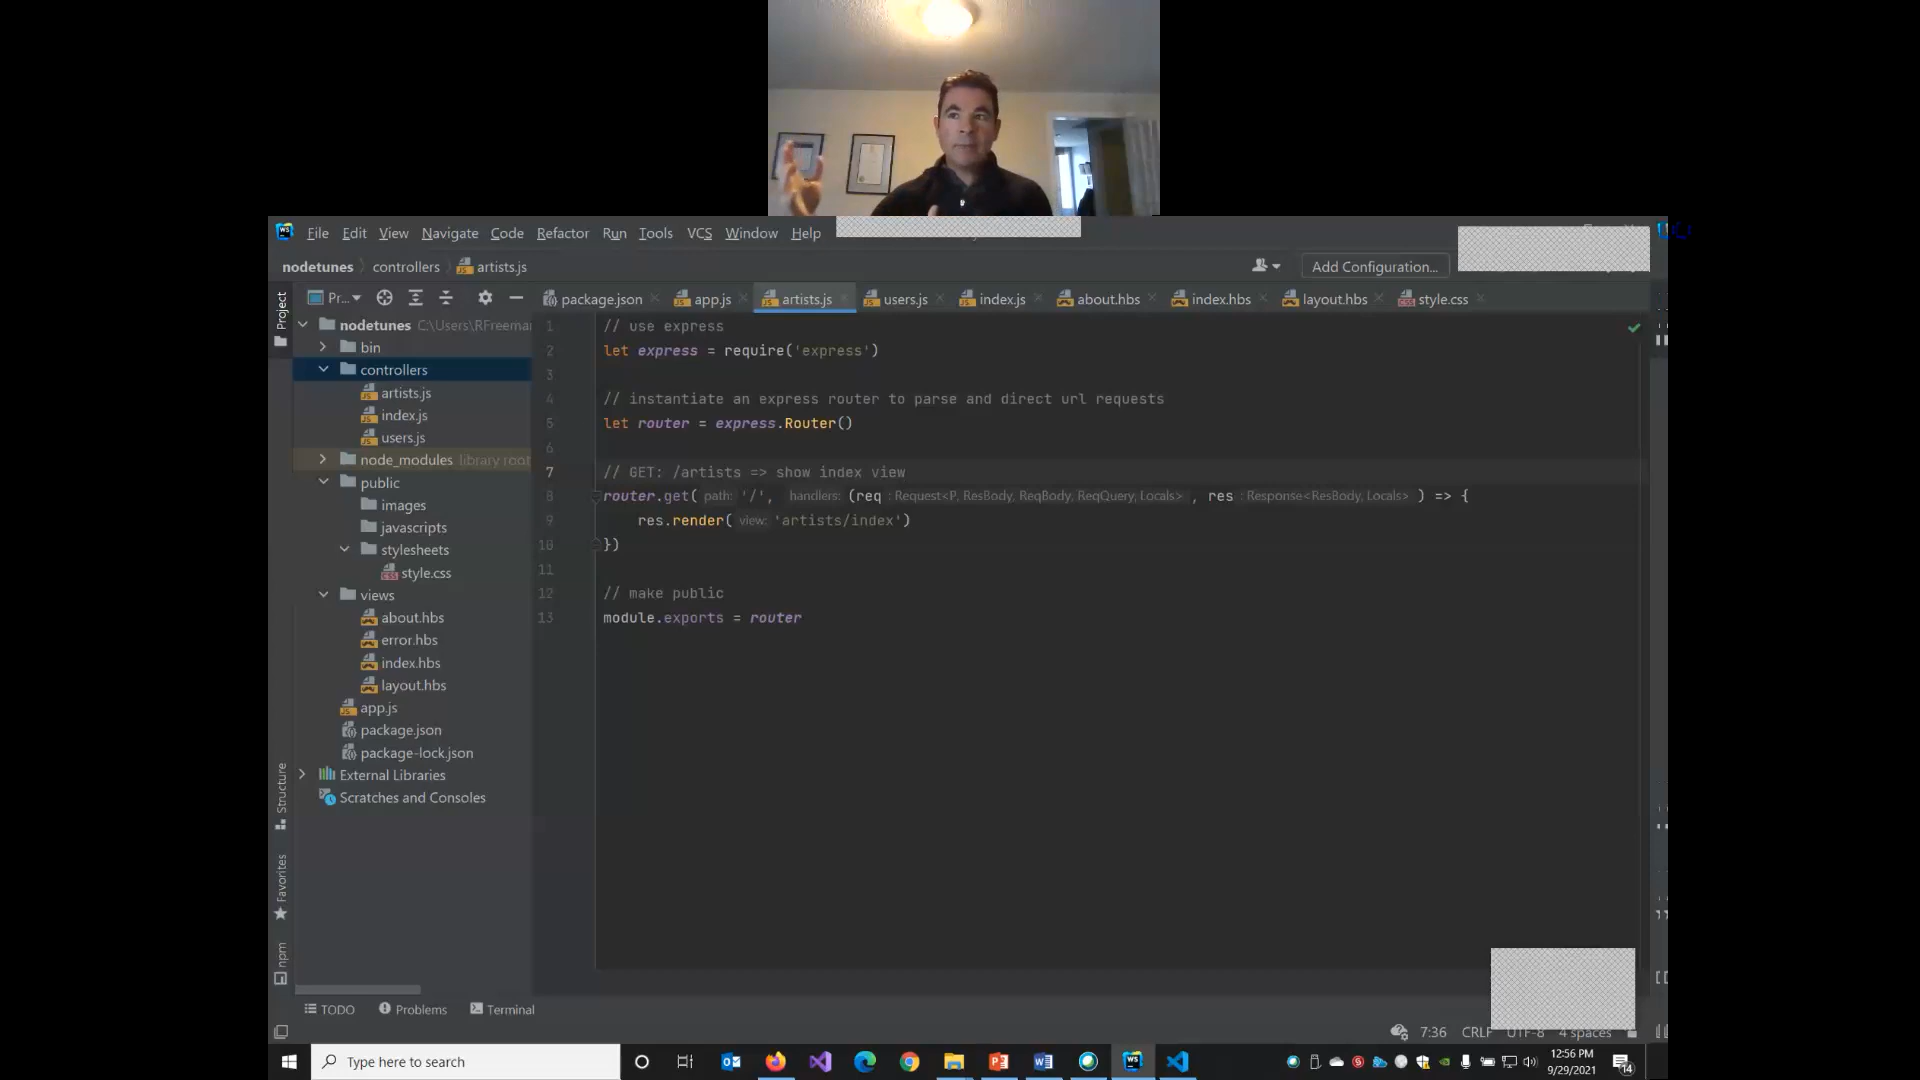 File Edit View Navigate Code Refactor Run Tools VCS Window Help
nodetunes controllers artists.js Add Configuration...
Project
Pr... package.json app.js artists.js users.js index.js about.hbs index.hbs layout.hbs style.css
nodetunes C:\Users\RFreeman
bin
controllers
artists.js
index.js
users.js
node_modules library root
public
images
javascripts
stylesheets
style.css
views
about.hbs
error.hbs
index.hbs
layout.hbs
app.js
package.json
package-lock.json
External Libraries
Scratches and Consoles
1 // use express
2 let express = require('express')
3
4 // instantiate an express router to parse and direct url requests
5 let router = express.Router()
6
7 // GET: /artists => show index view
8 router.get( path: '/', handlers: (req : Request<P, ResBody, ReqBody, ReqQuery, Locals> , res : Response<ResBody, Locals> ) => {
9 res.render( view: 'artists/index')
10 })
11
12 // make public
13 module.exports = router
Structure
Favorites
npm
TODO Problems Terminal
7:36 CRLF UTF-8 4 spaces
Type here to search
12:56 PM
9/29/2021
14